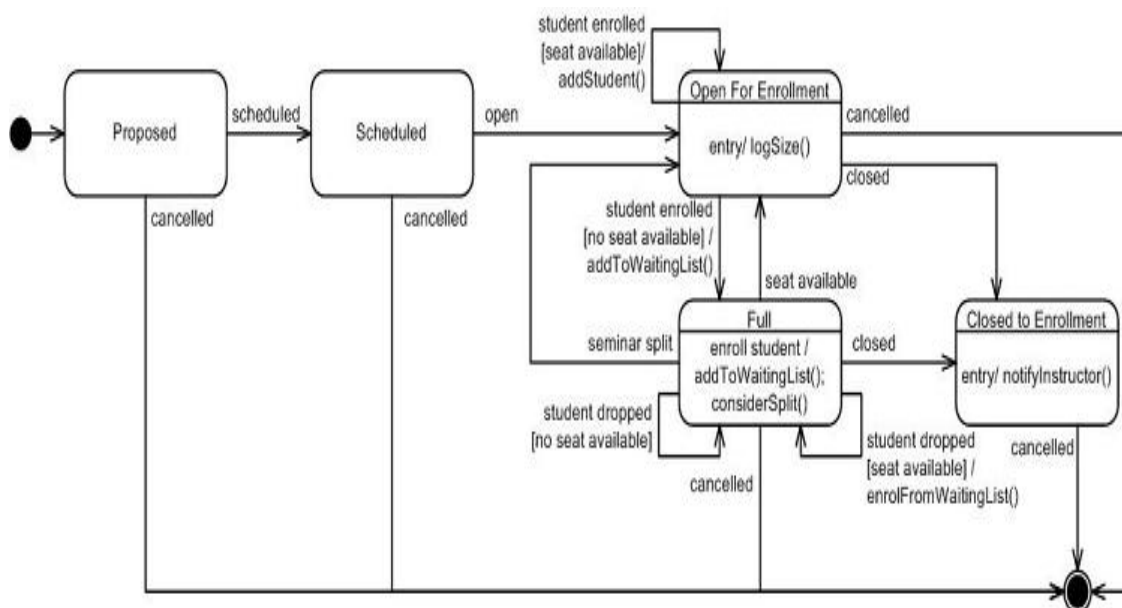 student enrolled
[seat available]/
addStudent()
Proposed
scheduled
Scheduled
open
Open For Enrollment
entry/ logSize()
cancelled
closed
cancelled
cancelled
student enrolled
[no seat available] /
addToWaitingList()
seat available
seminar split
Full
enroll student /
addToWaitingList();
considerSplit()
closed
Closed to Enrollment
entry/ notifyInstructor()
student dropped
[no seat available]
cancelled
student dropped
[seat available] /
enrolFromWaitingList()
cancelled